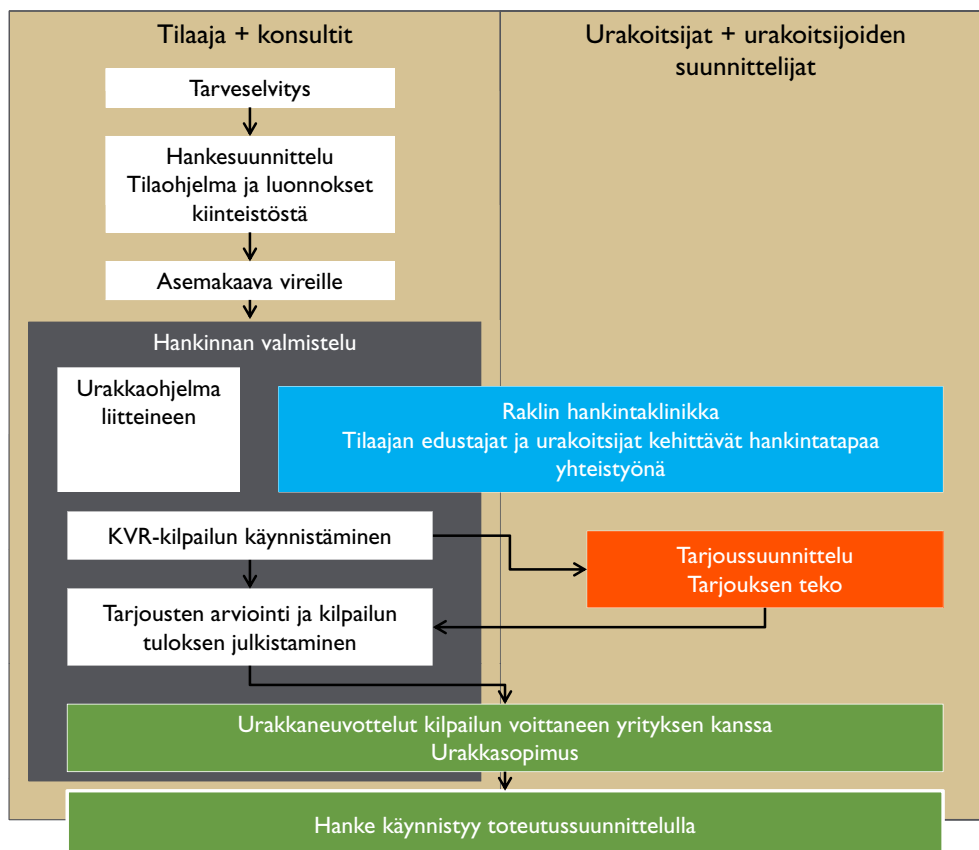 Tilaaja + konsultit
Urakoitsijat + urakoitsijoiden
suunnittelijat
Tarveselvitys
Hankesuunnittelu
Tilaohjelma ja luonnokset
kiinteistöstä
Asemakaava vireille
Hankinnan valmistelu
Urakkaohjelma
liitteineen
Raklin hankintaklinikka
Tilaajan edustajat ja urakoitsijat kehittävät hankintatapaa
yhteistyönä
KVR-kilpailun käynnistäminen
Tarjoussuunnittelu
Tarjouksen teko
Tarjousten arviointi ja kilpailun
tuloksen julkistaminen
Urakkaneuvottelut kilpailun voittaneen yrityksen kanssa
Urakkasopimus
Hanke käynnistyy toteutussuunnittelulla